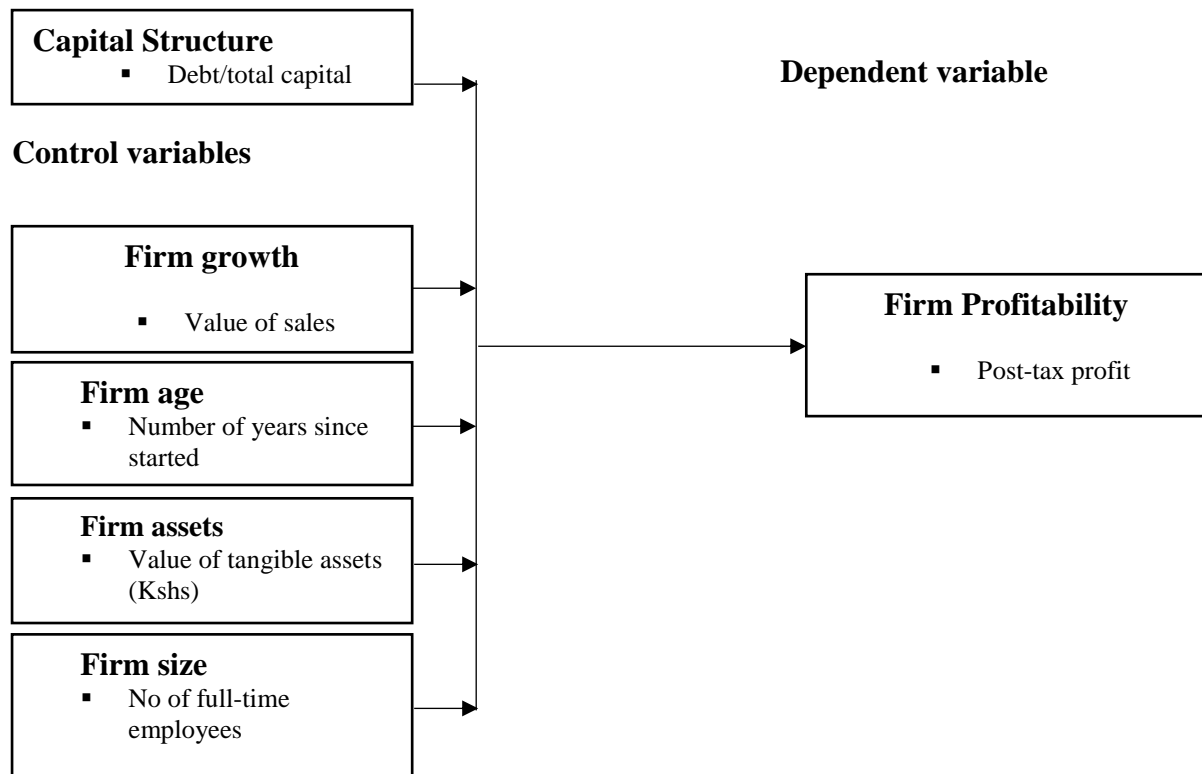 Capital Structure
▪ Debt/total capital
Dependent variable
Control variables
Firm growth
▪ Value of sales
Firm Profitability
▪ Post-tax profit
Firm age
▪ Number of years since
started
Firm assets
▪ Value of tangible assets
(Kshs)
Firm size
▪ No of full-time
employees